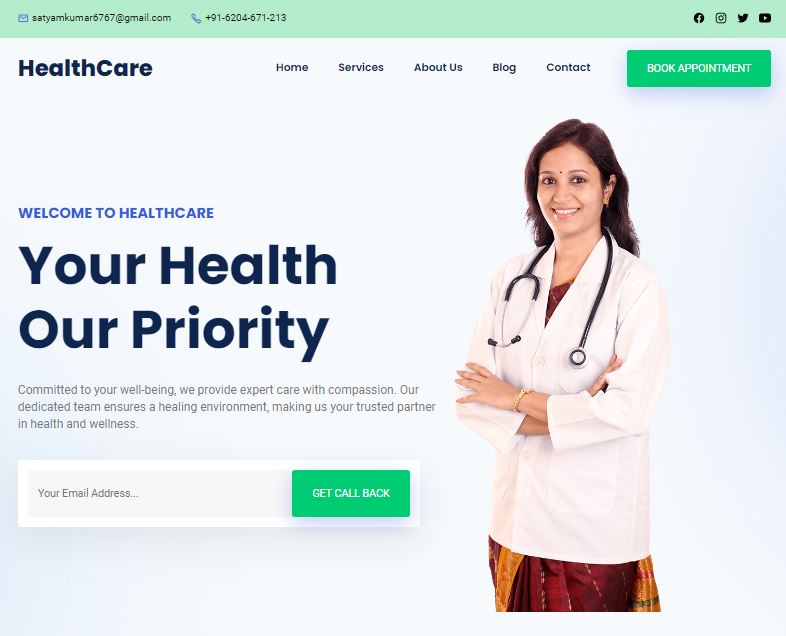 satyamkumar6767@gmail.com +91-6204-671-213
HealthCare Home Services About Us Blog Contact BOOK APPOINTMENT
WELCOME TO HEALTHCARE
Your Health
Our Priority
Committed to your well-being, we provide expert care with compassion. Our
dedicated team ensures a healing environment, making us your trusted partner
in health and wellness.
Your Email Address... GET CALL BACK